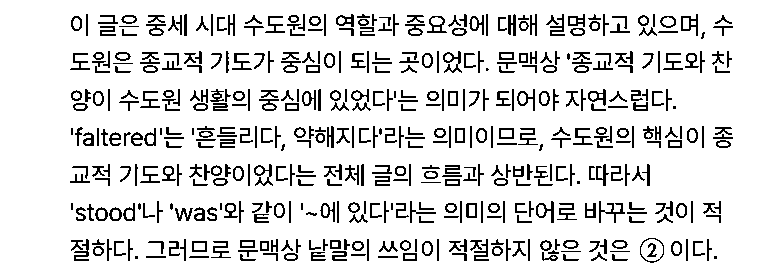 이 글은 중세 시대 수도원의 역할과 중요성에 대해 설명하고 있으며, 수
도원은 종교적 기도가 중심이 되는 곳이었다. 문맥상 '종교적 기도와 찬
양이 수도원 생활의 중심에 있었다'는 의미가 되어야 자연스럽다.
'faltered'는 '흔들리다, 약해지다'라는 의미이므로, 수도원의 핵심이 종
교적 기도와 찬양이었다는 전체 글의 흐름과 상반된다. 따라서
'stood'나 'was'와 같이 '~에 있다'라는 의미의 단어로 바꾸는 것이 적
절하다. 그러므로 문맥상 낱말의 쓰임이 적절하지 않은 것은 ②이다.